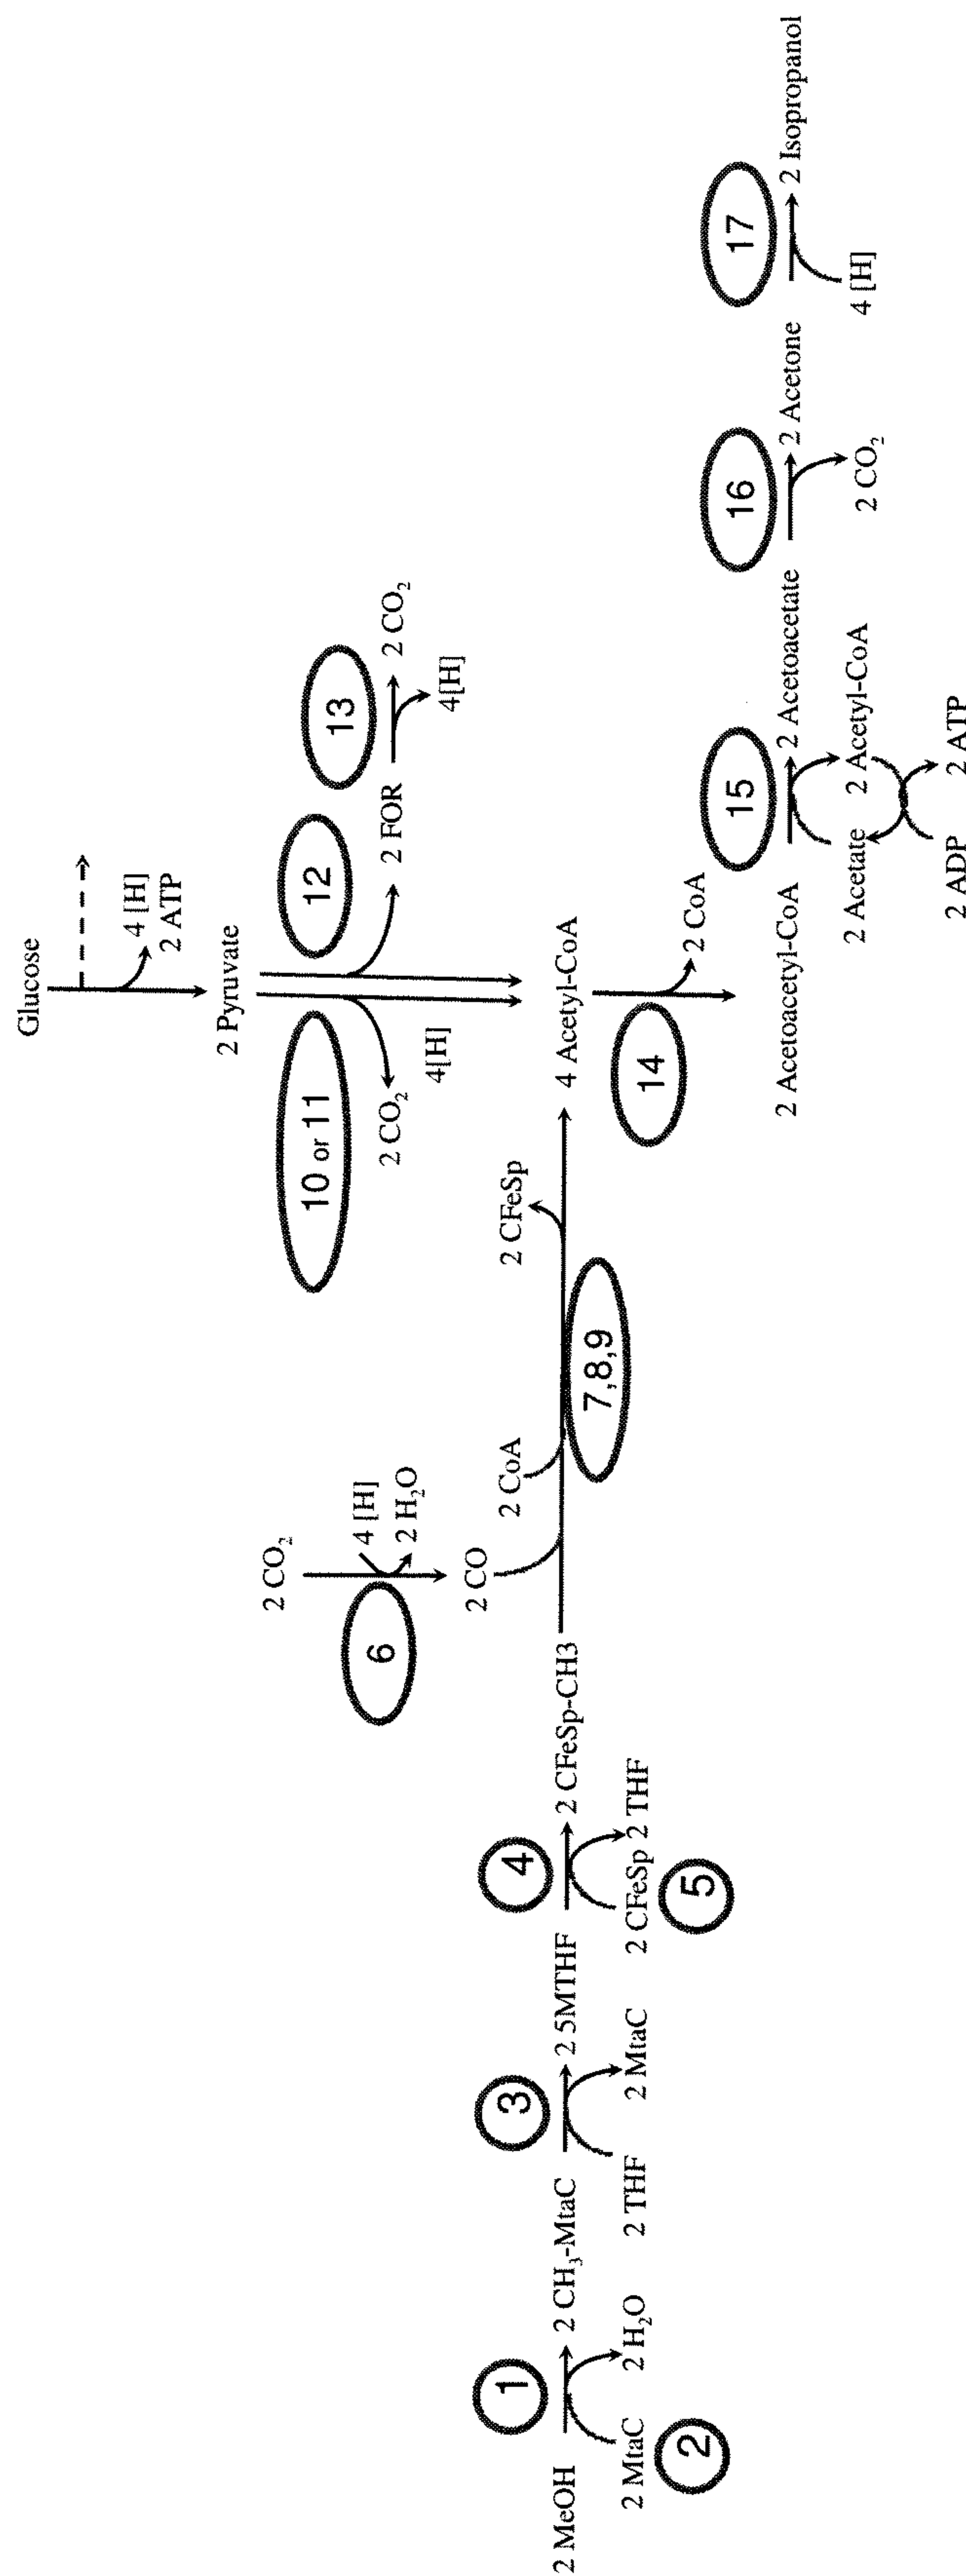 Glucose
4 [H]
2 ATP
2 Pyruvate
10 or 11
12
13
2 CO₂
4[H]
2 FOR
2 CO₂
4[H]
2 CO₂
6
4 [H]
2 H₂O
2 CO
2 CoA
2 CFeSp
7,8,9
4 Acetyl-CoA
1
3
4
2 MeOH
2 CH₃-MtaC
2 5MTHF
2 CFeSp-CH3
2 MtaC
2 H₂O
2 THF
2 MtaC
2 CFeSp
2 THF
2
5
14
2 CoA
15
16
17
2 Acetoacetyl-CoA
2 Acetoacetate
2 Acetone
2 Isopropanol
2 Acetate
2 Acetyl-CoA
2 CO₂
4 [H]
2 ADP
2 ATP